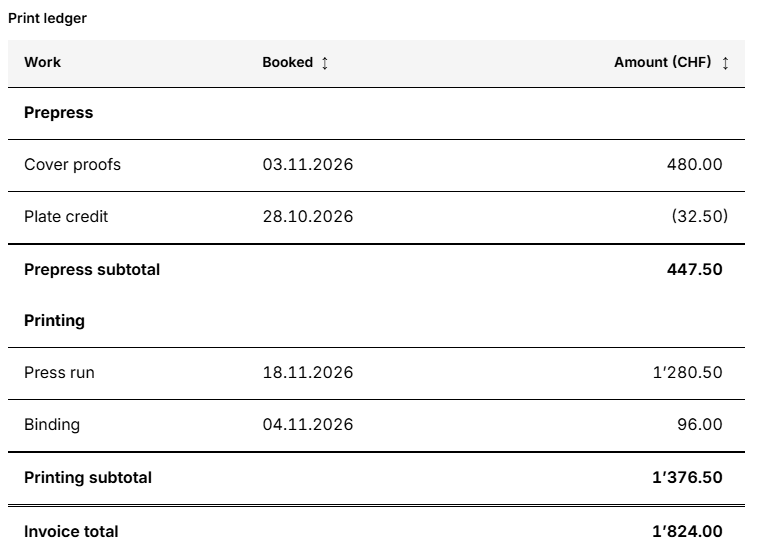 Print ledger
Work Booked ↕ Amount (CHF) ↕
Prepress
Cover proofs 03.11.2026 480.00
Plate credit 28.10.2026 (32.50)
Prepress subtotal 447.50
Printing
Press run 18.11.2026 1’280.50
Binding 04.11.2026 96.00
Printing subtotal 1’376.50
Invoice total 1’824.00